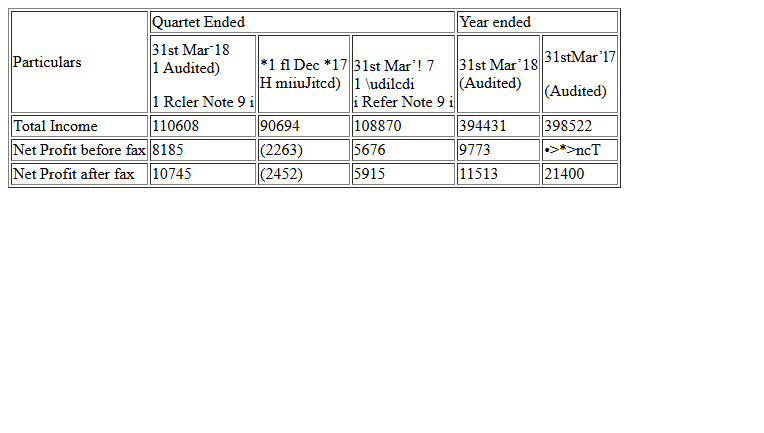 Quartet Ended Year ended
Particulars
31st Mar-18
1 Audited)
1 Rcler Note 9 i
*1 fl Dec *17
H miiuJitcd)
31st Mar’! 7
1 \udilcdi
i Refer Note 9 i
31st Mar’18
(Audited)
31stMar’17
(Audited)
Total Income 110608 90694 108870 394431 398522
Net Profit before fax 8185 (2263) 5676 9773 •>*>ncT
Net Profit after fax 10745 (2452) 5915 11513 21400